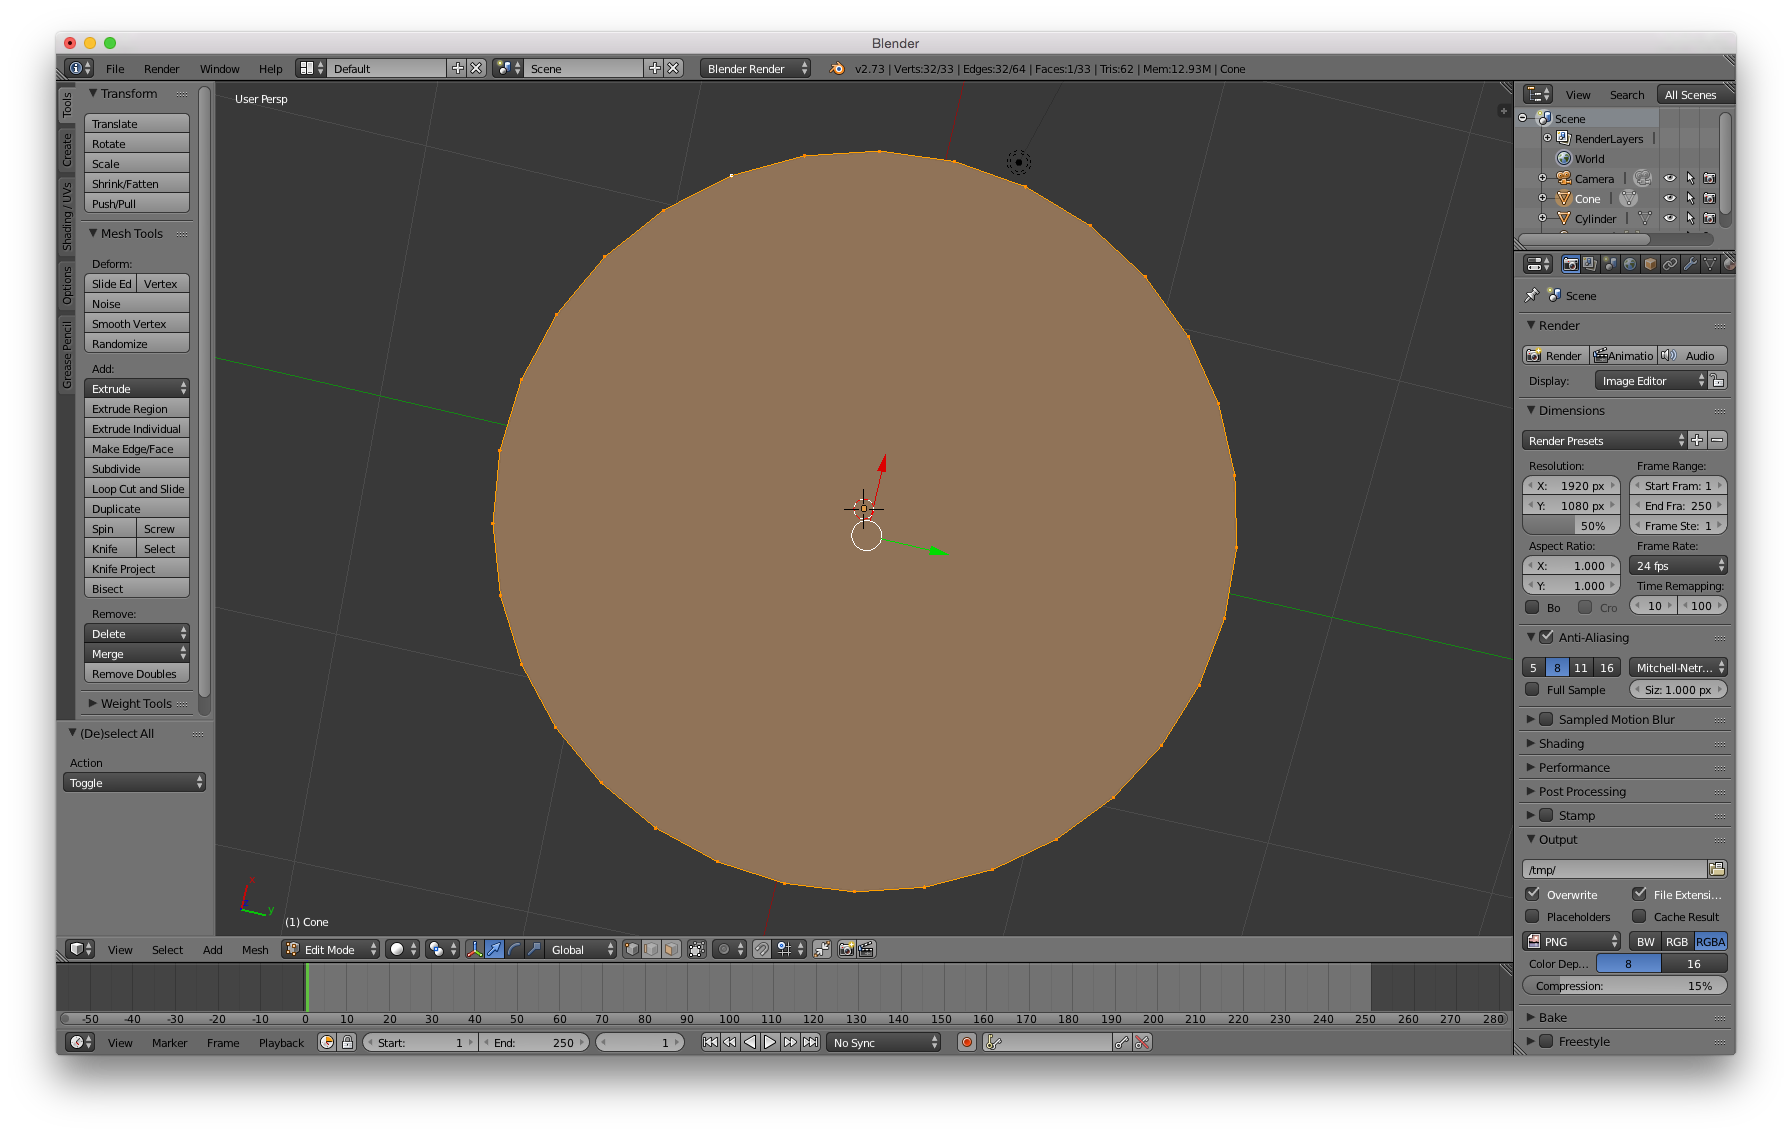 Blender
File Render Window Help Default Scene Blender Render v2.73 | Verts:32/33 | Edges:32/64 | Faces:1/33 | Tris:62 | Mem:12.93M | Cone
Tools
Create
Shading / UVs
Options
Grease Pencil
Transform
Translate
Rotate
Scale
Shrink/Fatten
Push/Pull
Mesh Tools
Deform:
Slide Ed Vertex
Noise
Smooth Vertex
Randomize
Add:
Extrude
Extrude Region
Extrude Individual
Make Edge/Face
Subdivide
Loop Cut and Slide
Duplicate
Spin Screw
Knife Select
Knife Project
Bisect
Remove:
Delete
Merge
Remove Doubles
Weight Tools
(De)select All
Action
Toggle
User Persp
y
(1) Cone
View Select Add Mesh Edit Mode Global
-50 -40 -30 -20 -10 0 10 20 30 40 50 60 70 80 90 100 110 120 130 140 150 160 170 180 190 200 210 220 230 240 250 260 270 280
View Marker Frame Playback Start: 1 End: 250 1 No Sync
View Search All Scenes
Scene
RenderLayers
World
Camera
Cone
Cylinder
Scene
Render
Render Animatio Audio
Display: Image Editor
Dimensions
Render Presets
Resolution: Frame Range:
X: 1920 px Start Fram: 1
Y: 1080 px End Fra: 250
50% Frame Ste: 1
Aspect Ratio: Frame Rate:
X: 1.000 24 fps
Y: 1.000 Time Remapping:
Bo Cro 10 100
Anti-Aliasing
5 8 11 16 Mitchell-Netr...
Full Sample Siz: 1.000 px
Sampled Motion Blur
Shading
Performance
Post Processing
Stamp
Output
/tmp/
Overwrite File Extensi...
Placeholders Cache Result
PNG BW RGB RGBA
Color Dep... 8 16
Compression: 15%
Bake
Freestyle